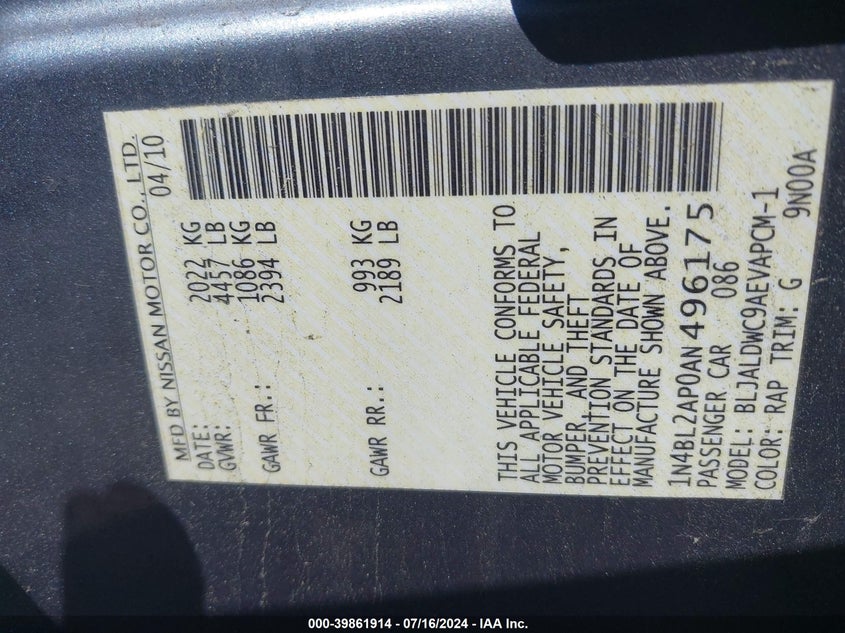 MFD BY NISSAN MOTOR CO., LTD.
DATE: 04/10
GVWR: 2022 KG
4457 LB
GAWR FR.: 1086 KG
2394 LB
GAWR RR.: 993 KG
2189 LB
THIS VEHICLE CONFORMS TO
ALL APPLICABLE FEDERAL
MOTOR VEHICLE SAFETY,
BUMPER, AND THEFT
PREVENTION STANDARDS IN
EFFECT ON THE DATE OF
MANUFACTURE SHOWN ABOVE.
1N4BL2AP0AN496175
PASSENGER CAR 086
MODEL: BLJALDWC9AEVAPCM-1
COLOR: RAP TRIM: G 9N00A
000-39861914 - 07/16/2024 - IAA Inc.